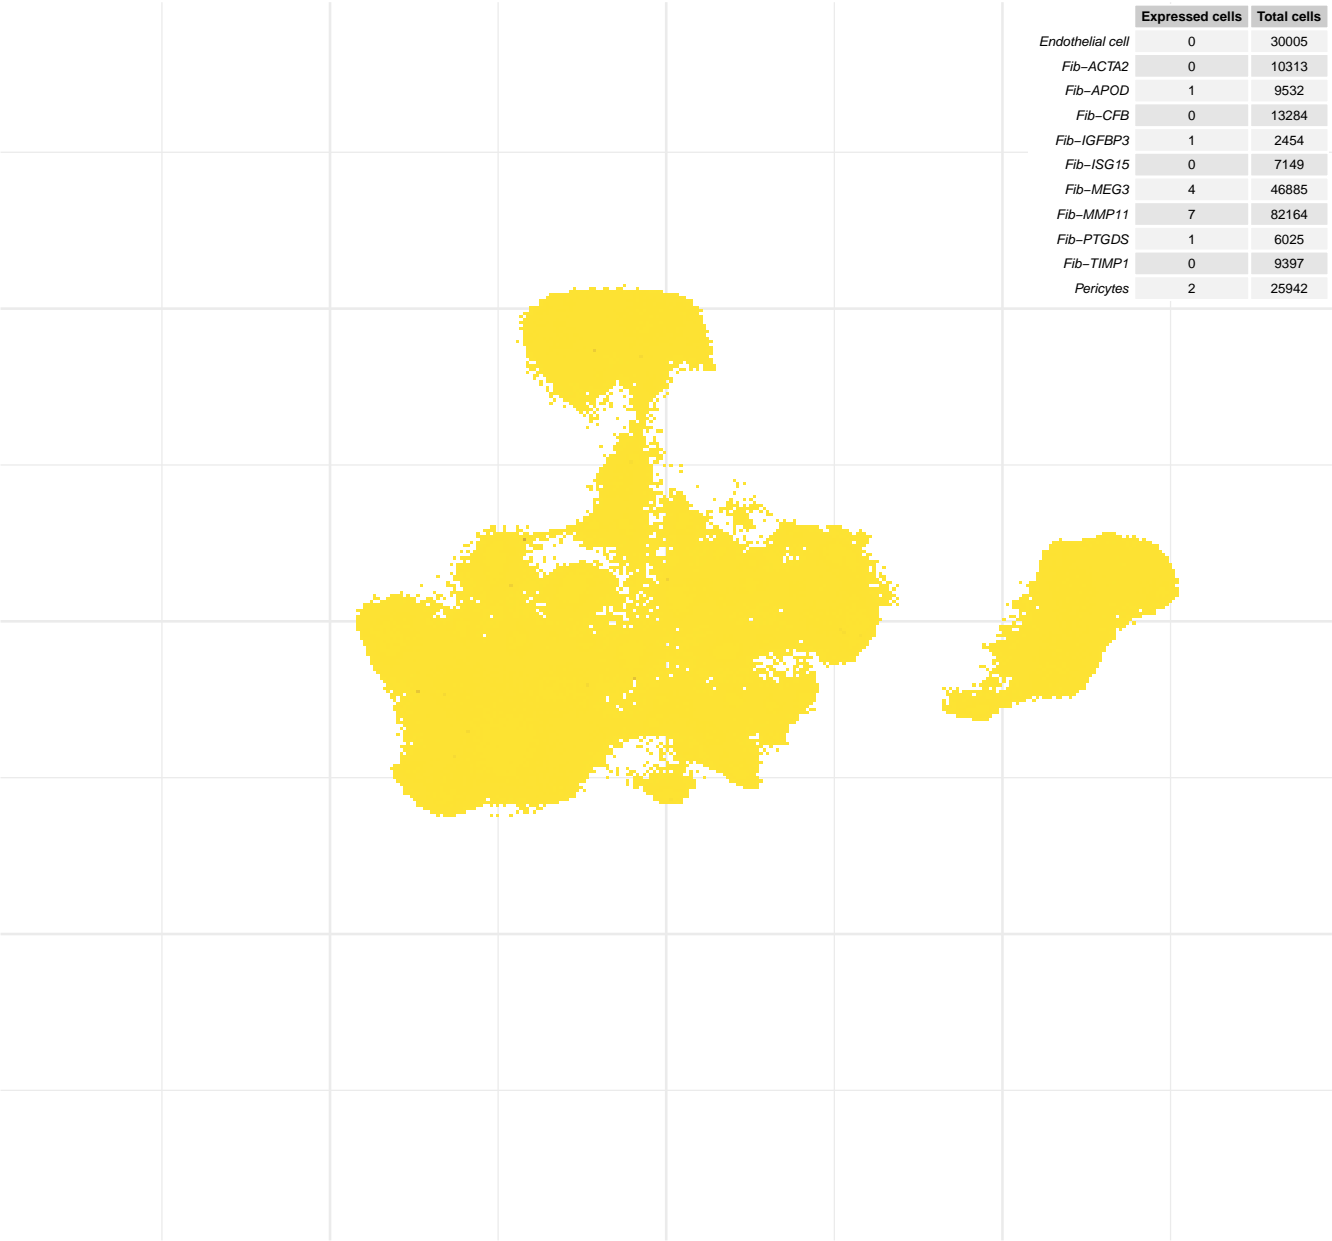 Expressed cells Total cells
Endothelial cell 0 30005
Fib−ACTA2 0 10313
Fib−APOD 1 9532
Fib−CFB 0 13284
Fib−IGFBP3 1 2454
Fib−ISG15 0 7149
Fib−MEG3 4 46885
Fib−MMP11 7 82164
Fib−PTGDS 1 6025
Fib−TIMP1 0 9397
Pericytes 2 25942